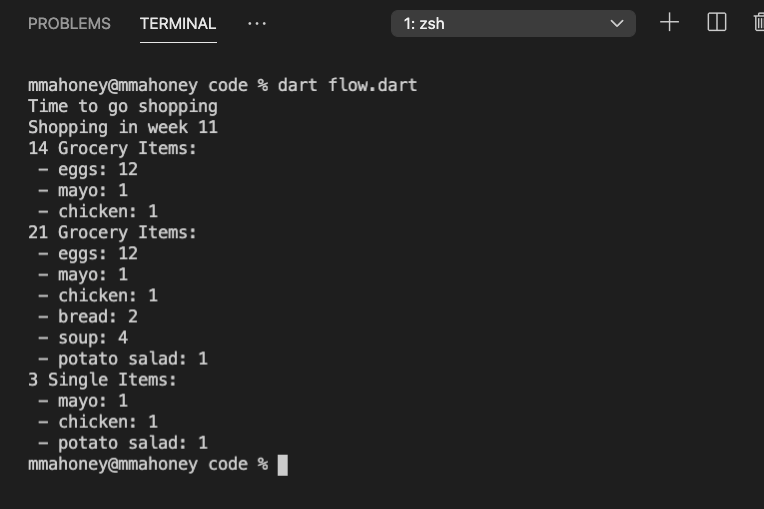 PROBLEMS TERMINAL ... 1: zsh
mmahoney@mmahoney code % dart flow.dart
Time to go shopping
Shopping in week 11
14 Grocery Items:
- eggs: 12
- mayo: 1
- chicken: 1
21 Grocery Items:
- eggs: 12
- mayo: 1
- chicken: 1
- bread: 2
- soup: 4
- potato salad: 1
3 Single Items:
- mayo: 1
- chicken: 1
- potato salad: 1
mmahoney@mmahoney code %